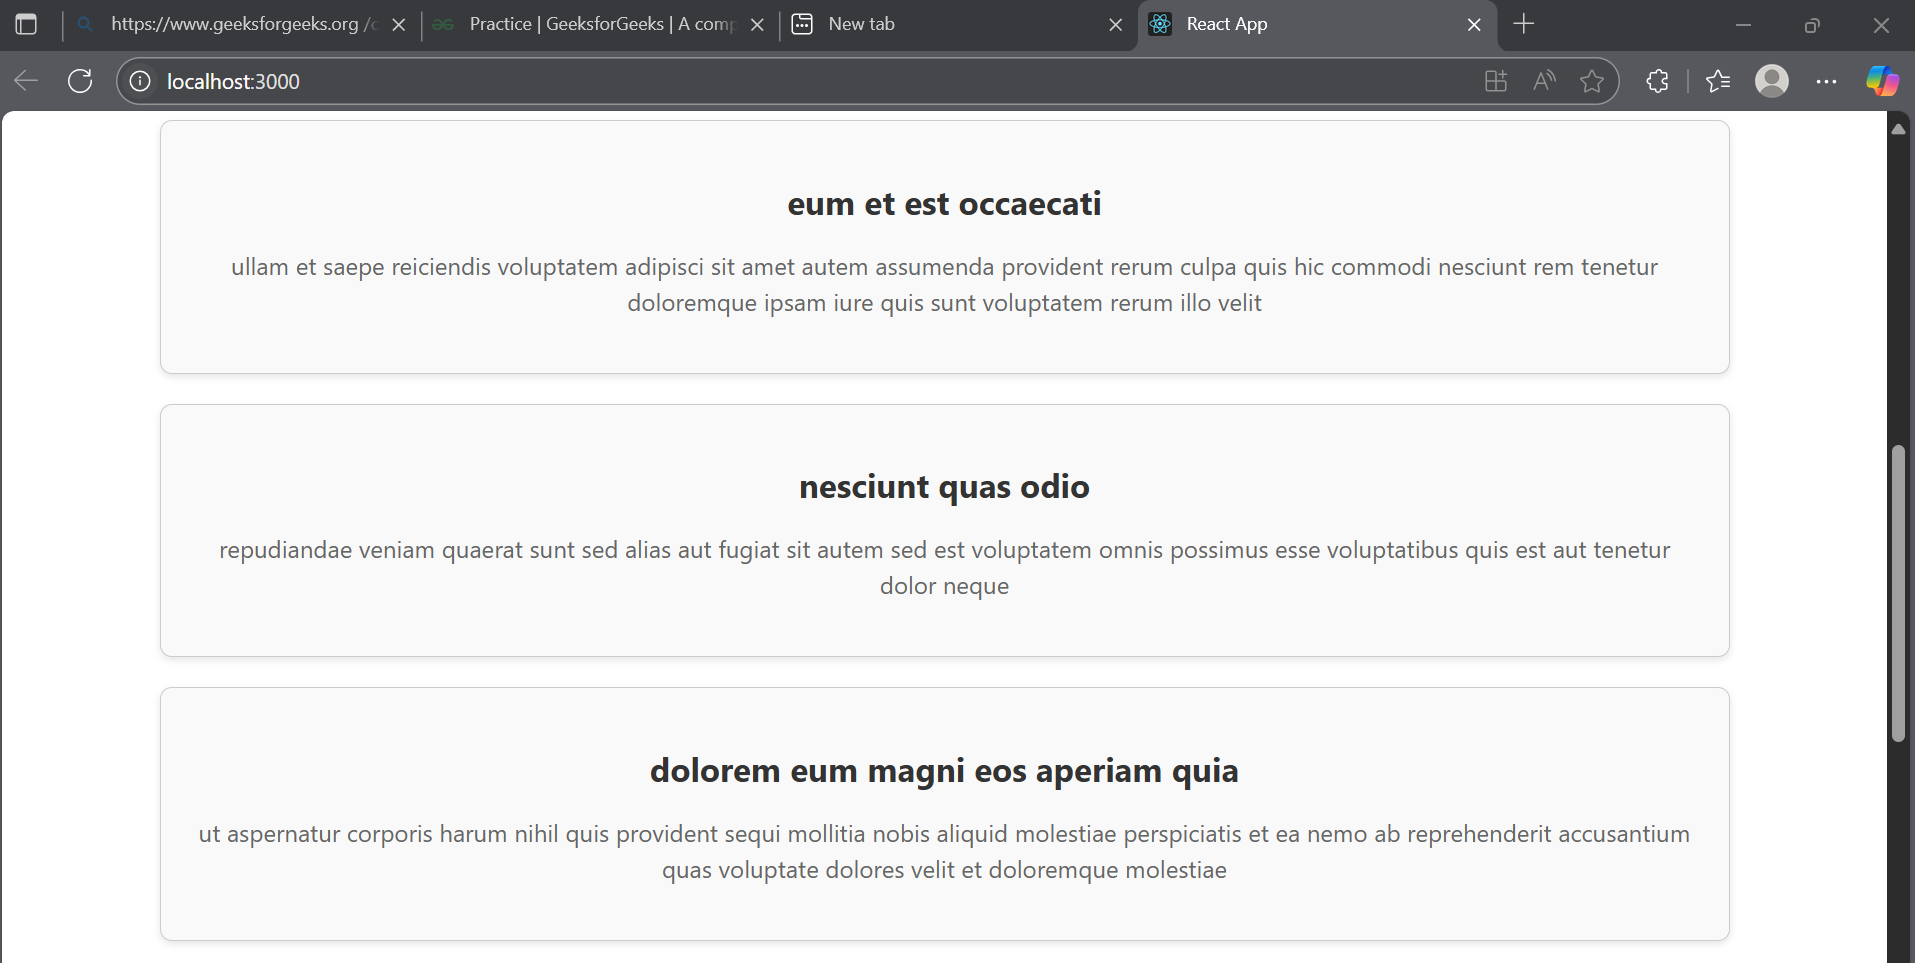 https://www.geeksforgeeks.org /c
Practice | GeeksforGeeks | A comp
New tab
React App
localhost:3000
eum et est occaecati
ullam et saepe reiciendis voluptatem adipisci sit amet autem assumenda provident rerum culpa quis hic commodi nesciunt rem tenetur
doloremque ipsam iure quis sunt voluptatem rerum illo velit
nesciunt quas odio
repudiandae veniam quaerat sunt sed alias aut fugiat sit autem sed est voluptatem omnis possimus esse voluptatibus quis est aut tenetur
dolor neque
dolorem eum magni eos aperiam quia
ut aspernatur corporis harum nihil quis provident sequi mollitia nobis aliquid molestiae perspiciatis et ea nemo ab reprehenderit accusantium
quas voluptate dolores velit et doloremque molestiae